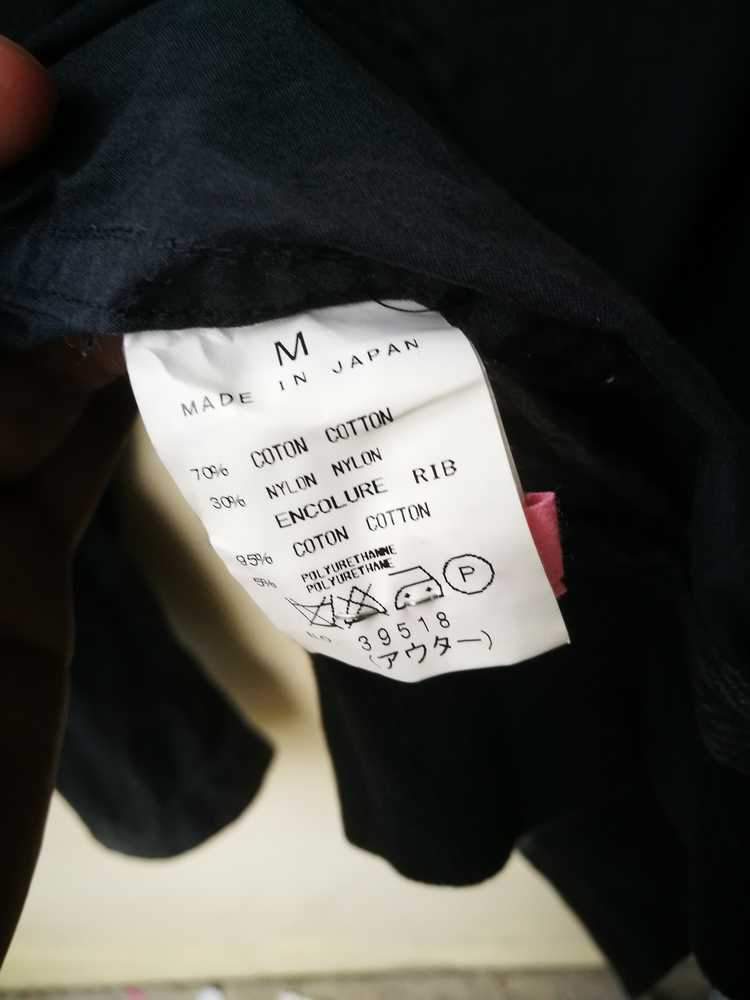 M
MADE IN JAPAN
70% COTON COTTON
30% NYLON NYLON
ENCOLURE RIB
95% COTON COTTON
5% POLYURETHANNE
POLYURETHANE
P
NO. 39518
(アウター)